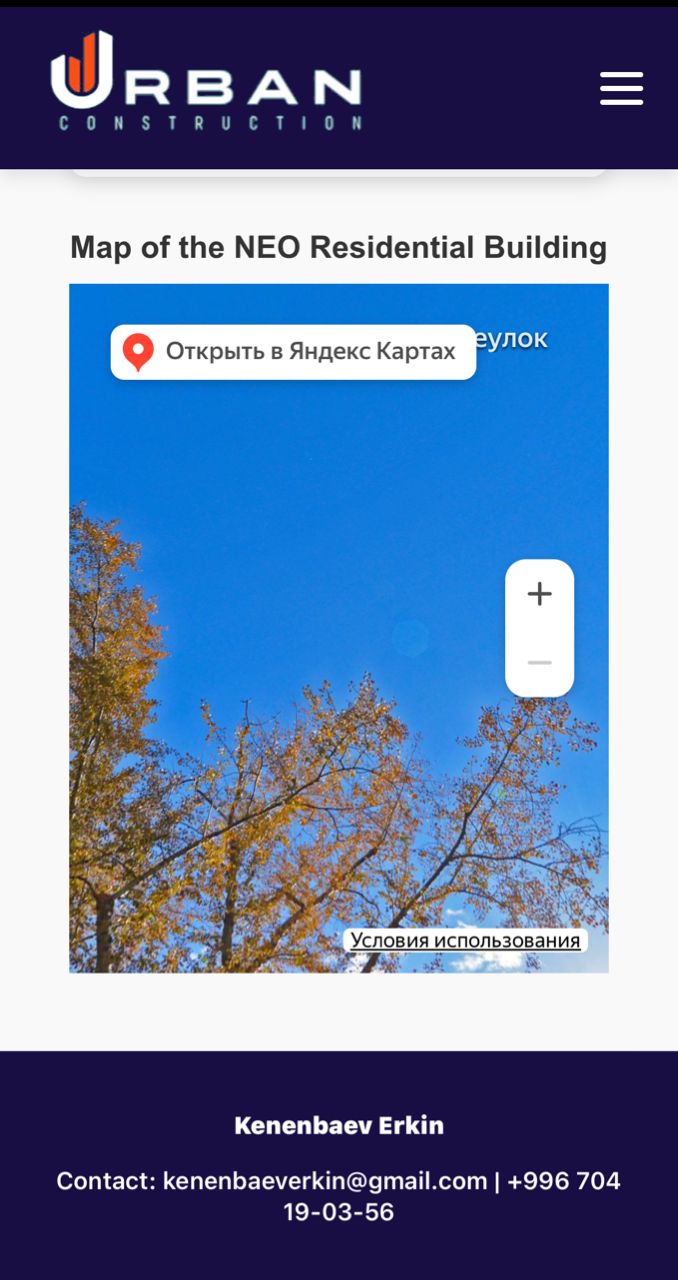 URBAN
CONSTRUCTION
Map of the NEO Residential Building
Открыть в Яндекс Картах
еулок
Условия использования
Kenenbaev Erkin
Contact: kenenbaeverkin@gmail.com | +996 704
19-03-56